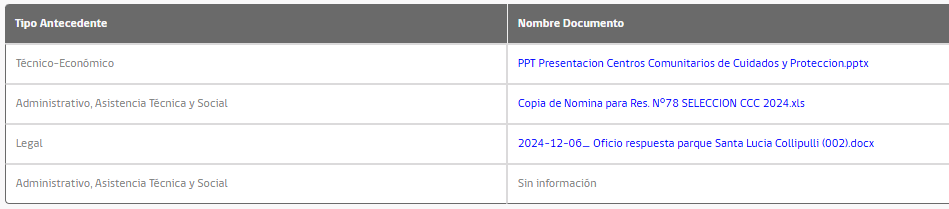 Tipo Antecedente Nombre Documento
Técnico-Económico PPT Presentacion Centros Comunitarios de Cuidados y Proteccion.pptx
Administrativo, Asistencia Técnica y Social Copia de Nomina para Res. Nº78 SELECCION CCC 2024.xls
Legal 2024-12-06_ Oficio respuesta parque Santa Lucia Collipulli (002).docx
Administrativo, Asistencia Técnica y Social Sin información